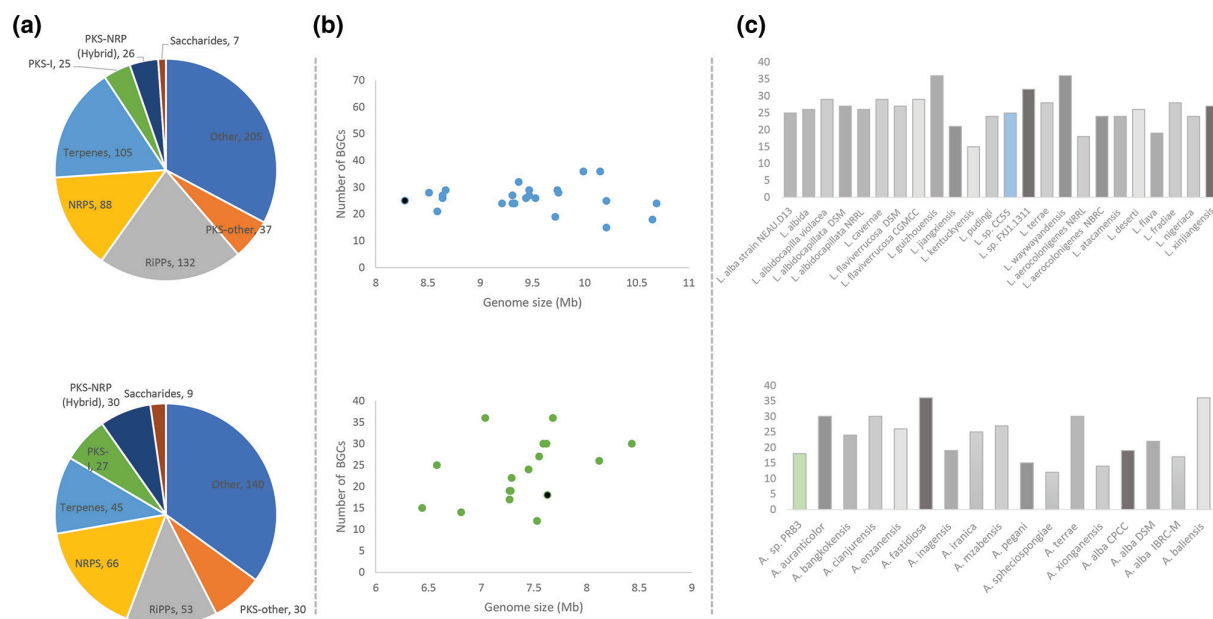 (a)
PKS-NRP
(Hybrid), 26
Saccharides, 7
PKS-I, 25
Other, 205
Terpenes, 105
NRPS, 88
PKS-other, 37
RiPPs, 132
PKS-NRP
(Hybrid), 30
Saccharides, 9
PKS-
I, 27
Other, 140
Terpenes, 45
NRPS, 66
RiPPs, 53
PKS-other, 30
(b)
Number of BGCs
70
60
50
40
30
20
10
0
8 8.5 9 9.5 10 10.5 11
Genome size (Mb)
Number of BGCs
50
45
40
35
30
25
20
15
10
5
0
6 6.5 7 7.5 8 8.5 9
Genome size (Mb)
(c)
40
35
30
25
20
15
10
5
0
L. alba strain NEAU.D13
L. albida
L. albidocapilla violacea
L. albidocapillata DSM
L. albidocapillata NRRL
L. cavernae
L. flaviverrucosa DSM
L. flaviverrucosa CGMCC
L. guizhouensis
L. jiangxiensis
L. kentuckyensis
L. pudingi
L. sp. CC55
L. sp. FXJ1.1311
L. terrae
L. waywayandensis
L. aerocolonigenes NRRL
L. aerocolonigenes NBRC
L. atacamensis
L. deserti
L. flava
L. fradiae
L. nigeriaca
L. xinjiangensis
40
35
30
25
20
15
10
5
0
A. sp. PR83
A. auranticolor
A. bangkokensis
A. cianjurensis
A. enzanensis
A. fastidiosa
A. inagensis
A. iranica
A. mzabensis
A. pegani
A. spheciospongiae
A. terrae
A. xionganensis
A. alba CPCC
A. alba DSM
A. alba IBRC-M
A. baliensis